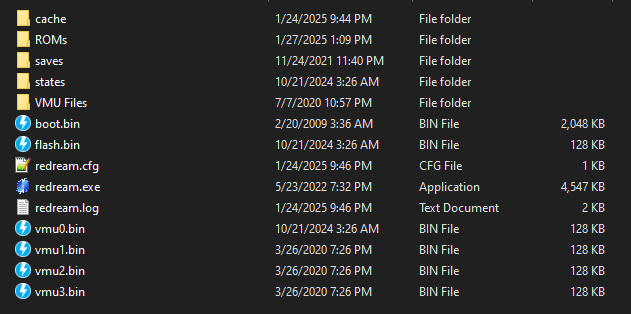 cache 1/24/2025 9:44 PM File folder
ROMs 1/27/2025 1:09 PM File folder
saves 11/24/2021 11:40 PM File folder
states 10/21/2024 3:26 AM File folder
VMU Files 7/7/2020 10:57 PM File folder
boot.bin 2/20/2009 3:36 AM BIN File 2,048 KB
flash.bin 10/21/2024 3:26 AM BIN File 128 KB
redream.cfg 1/24/2025 9:46 PM CFG File 1 KB
redream.exe 5/23/2022 7:32 PM Application 4,547 KB
redream.log 1/24/2025 9:46 PM Text Document 2 KB
vmu0.bin 10/21/2024 3:26 AM BIN File 128 KB
vmu1.bin 3/26/2020 7:26 PM BIN File 128 KB
vmu2.bin 3/26/2020 7:26 PM BIN File 128 KB
vmu3.bin 3/26/2020 7:26 PM BIN File 128 KB